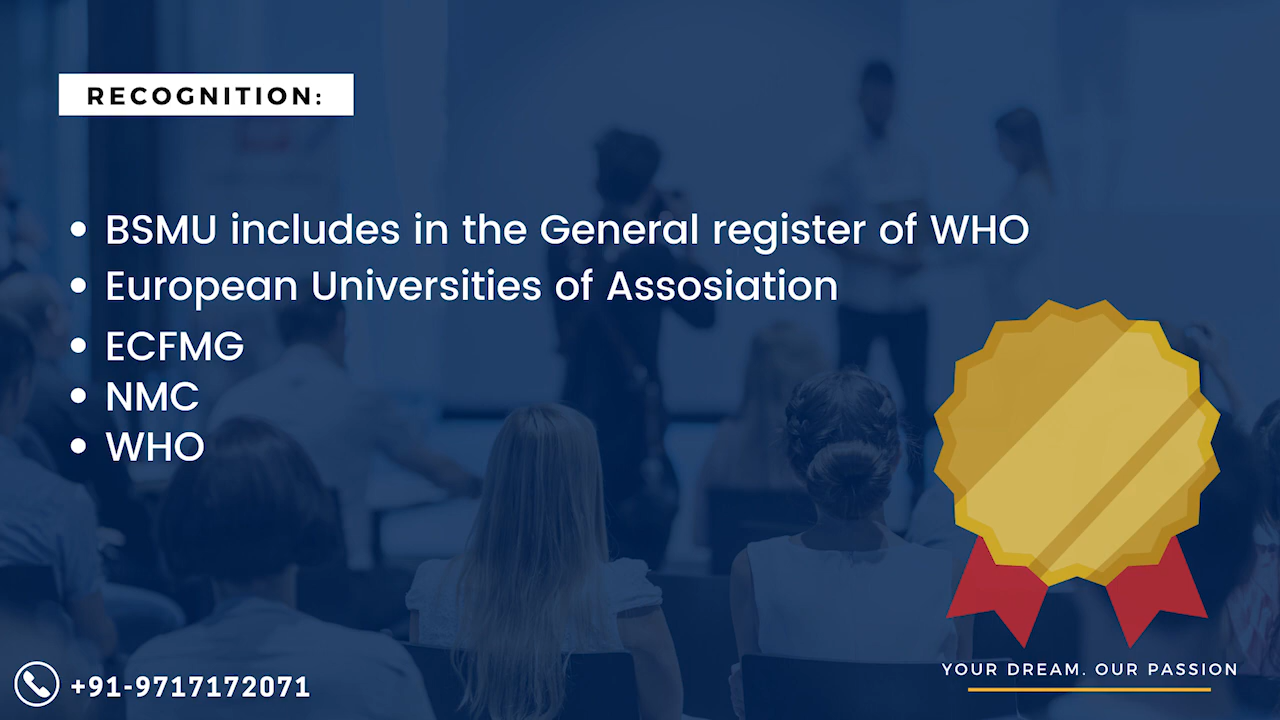 RECOGNITION:
• BSMU includes in the General register of WHO
• European Universities of Assosiation
• ECFMG
• NMC
• WHO
YOUR DREAM. OUR PASSION
+91-9717172071